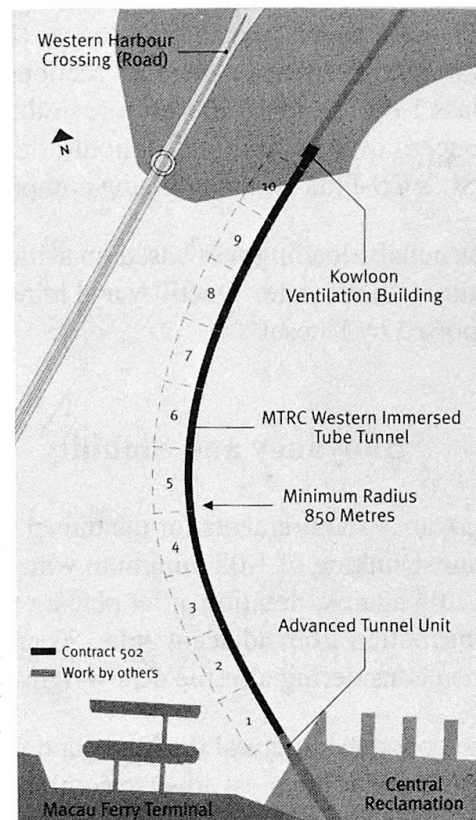 Western Harbour
Crossing (Road)
N
10
9
8
7
6
5
4
3
2
1
Kowloon
Ventilation Building
MTRC Western Immersed
Tube Tunnel
Minimum Radius
850 Metres
Advanced Tunnel Unit
Contract 502
Work by others
Macau Ferry Terminal
Central
Reclamation